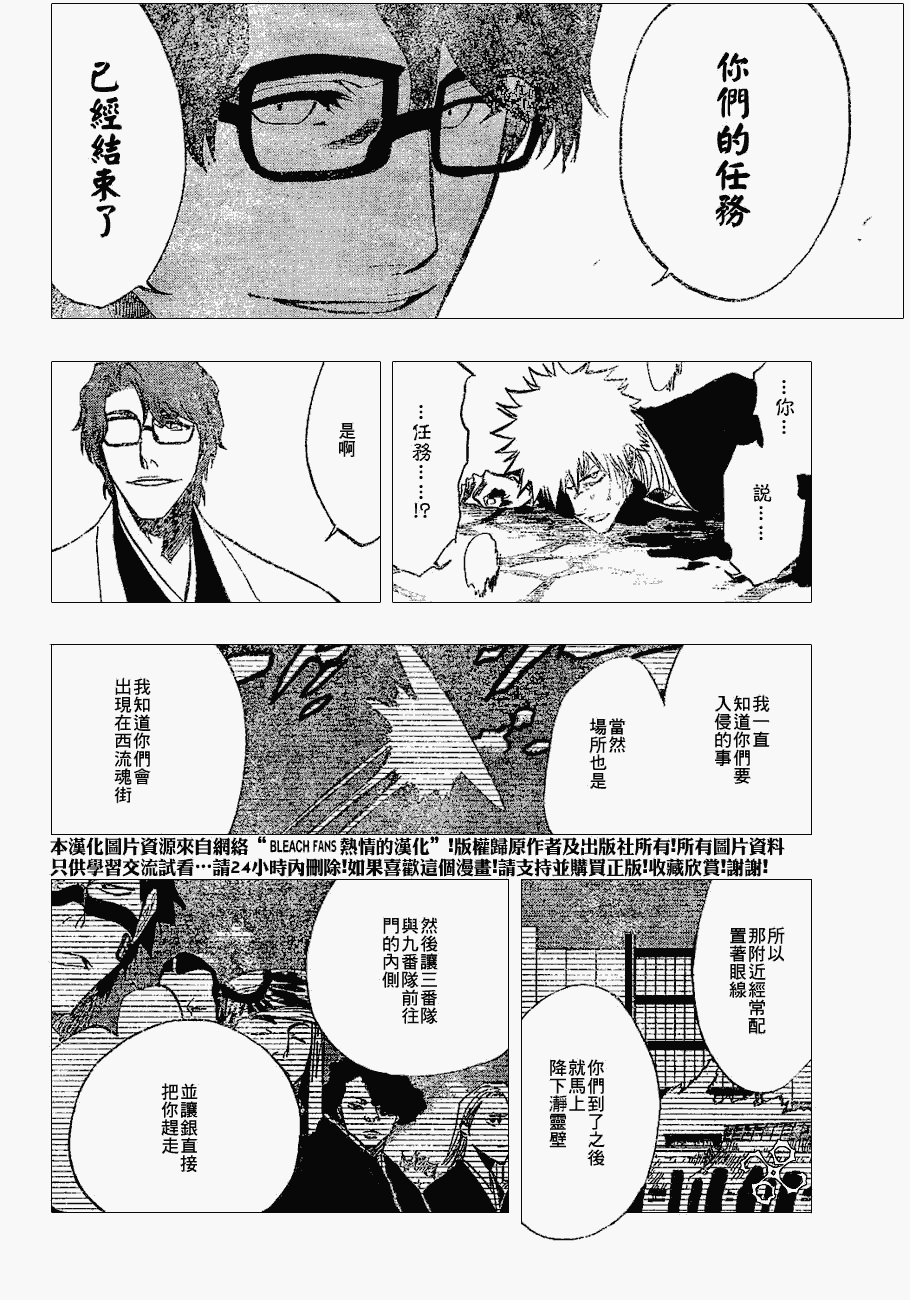 你們的任務
已經結束了
…你…
説……
…任務……!?
是啊
我一直
知道你們要
入侵的事
當然
場所也是
我知道你們會
出現在西流魂街
本漢化圖片資源來自網絡“BLEACH FANS 熱情的漢化”!版權歸原作者及出版社所有!所有圖片資料
只供學習交流試看…請24小時內刪除!如果喜歡這個漫畫!請支持並購買正版!收藏欣賞!謝謝!
所以
那附近經常配
置著眼線
你們到了之後
就馬上
降下瀞靈壁
然後讓三番隊
與九番隊前往
門的內側
並讓銀直接
把你趕走